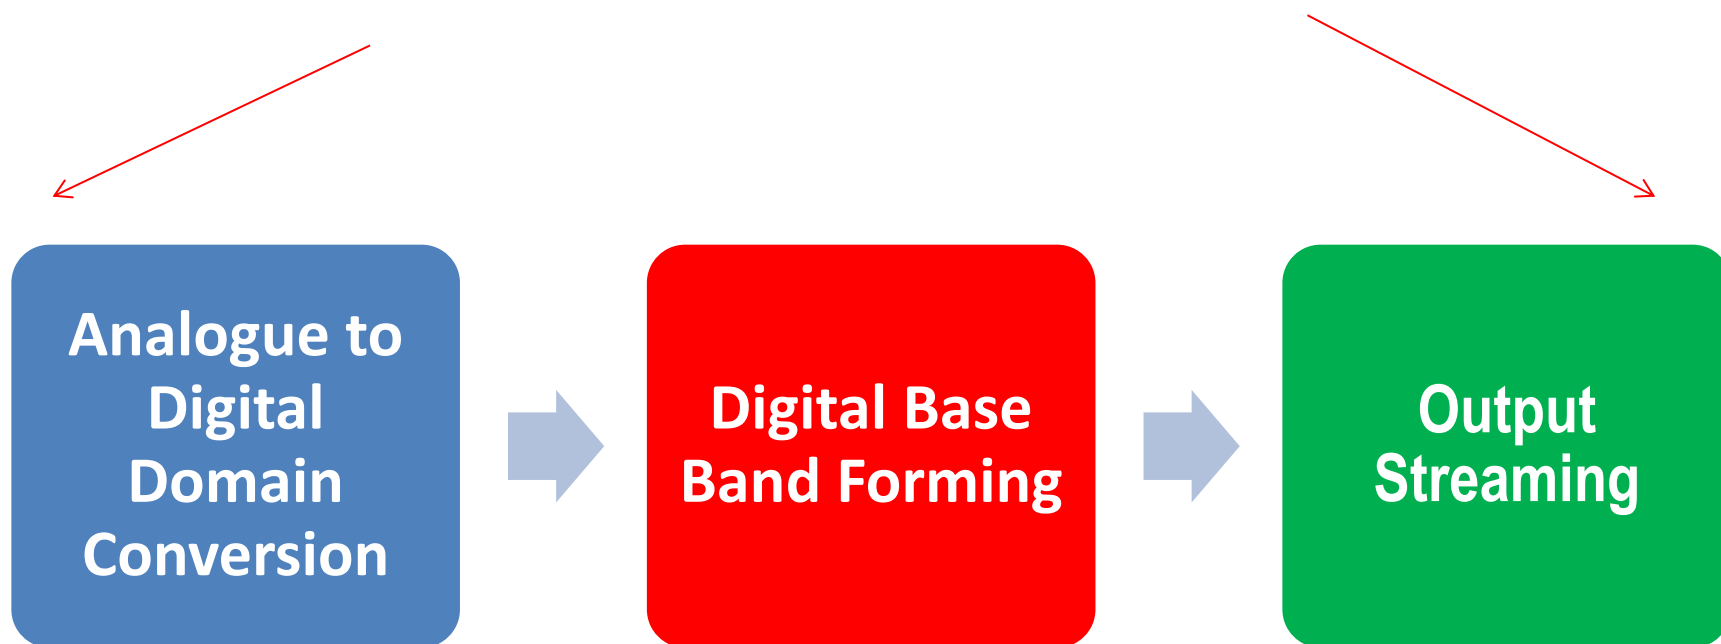 Analogue to
Digital
Domain
Conversion
Digital Base
Band Forming
Output
Streaming